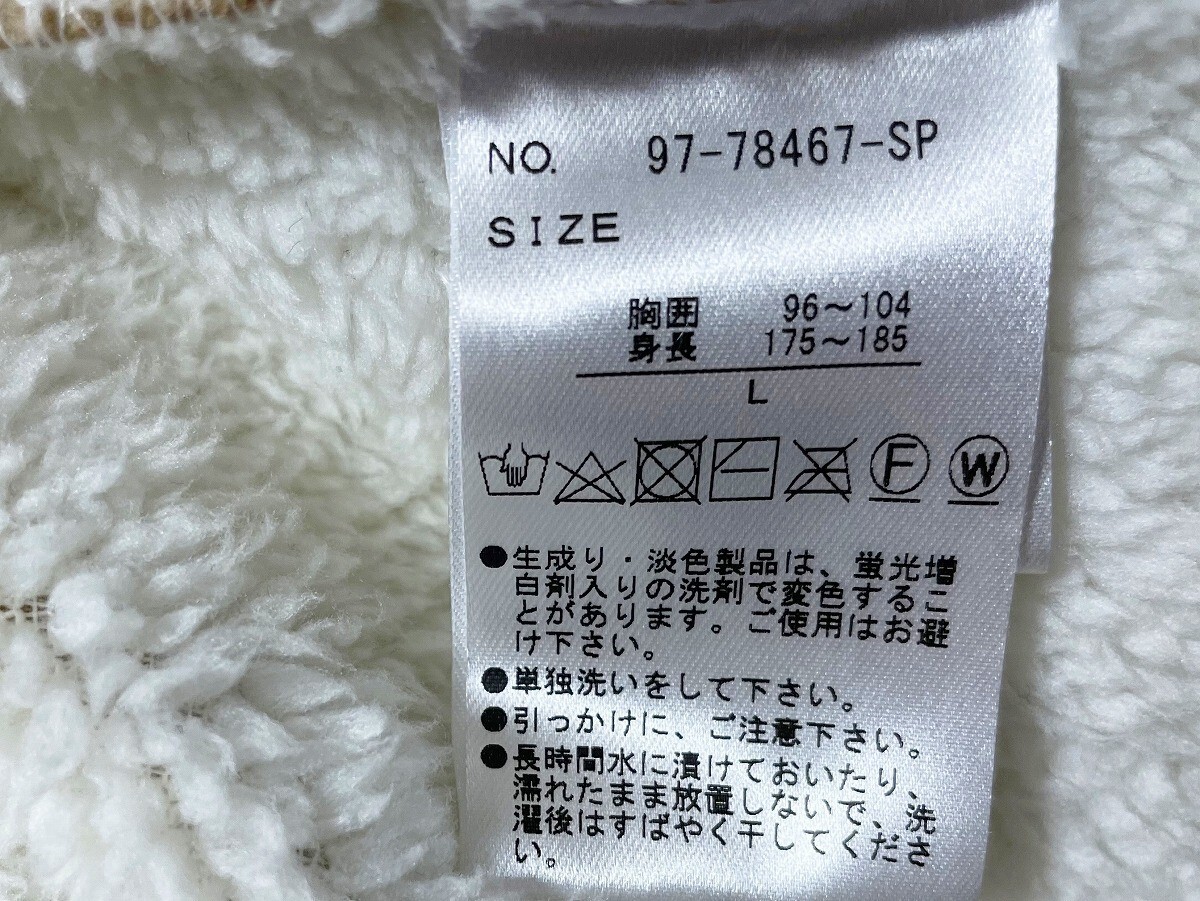 NO. 97-78467-SP
SIZE
胸囲 96～104
身長 175～185
L
F W
●生成り・淡色製品は、蛍光増
白剤入りの洗剤で変色するこ
とがあります。ご使用はお避
け下さい。
●単独洗いをして下さい。
●引っかけに、ご注意下さい。
●長時間水に漬けておいたり、
濡れたまま放置しないで、洗
濯後はすばやく干してくださ
い。